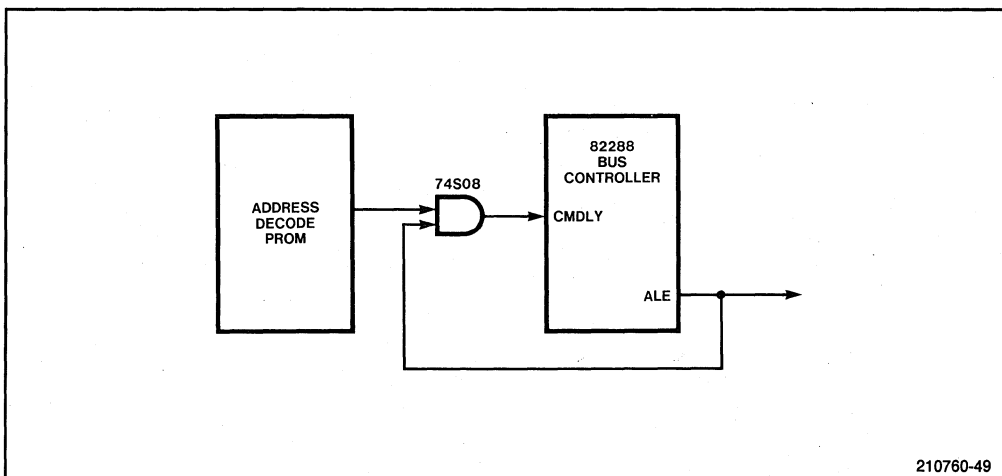 ADDRESS
DECODE
PROM
74S08
82288
BUS
CONTROLLER
CMDLY
ALE
210760-49